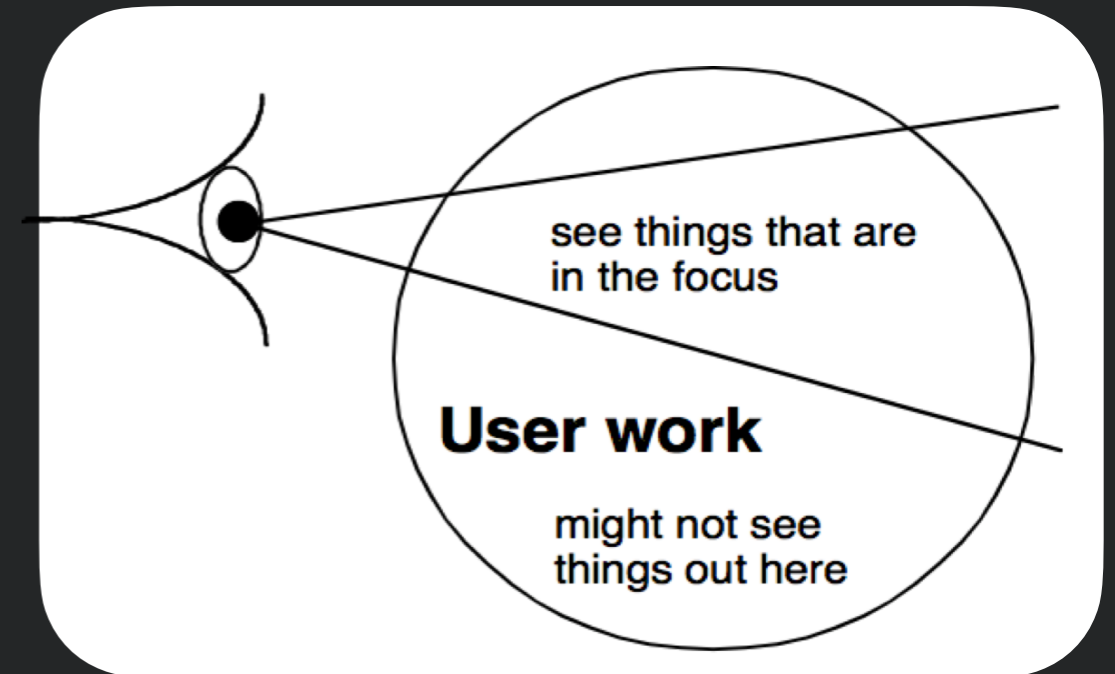 see things that are
in the focus
User work
might not see
things out here